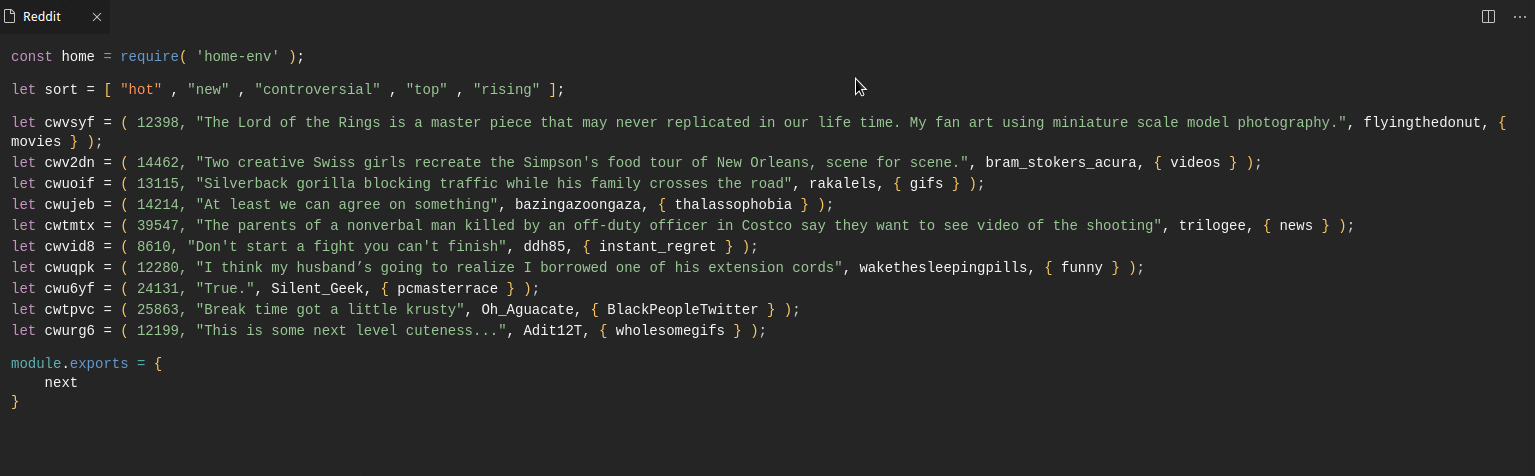 Reddit
const home = require( 'home-env' );
let sort = [ "hot" , "new" , "controversial" , "top" , "rising" ];
let cwvsyf = ( 12398, "The Lord of the Rings is a master piece that may never replicated in our life time. My fan art using miniature scale model photography.", flyingthedonut, {
movies } );
let cwv2dn = ( 14462, "Two creative Swiss girls recreate the Simpson's food tour of New Orleans, scene for scene.", bram_stokers_acura, { videos } );
let cwuoif = ( 13115, "Silverback gorilla blocking traffic while his family crosses the road", rakalels, { gifs } );
let cwujeb = ( 14214, "At least we can agree on something", bazingazoongaza, { thalassophobia } );
let cwtmtx = ( 39547, "The parents of a nonverbal man killed by an off-duty officer in Costco say they want to see video of the shooting", trilogee, { news } );
let cwvid8 = ( 8610, "Don't start a fight you can't finish", ddh85, { instant_regret } );
let cwuqpk = ( 12280, "I think my husband’s going to realize I borrowed one of his extension cords", wakethesleepingpills, { funny } );
let cwu6yf = ( 24131, "True.", Silent_Geek, { pcmasterrace } );
let cwtpvc = ( 25863, "Break time got a little krusty", Oh_Aguacate, { BlackPeopleTwitter } );
let cwurg6 = ( 12199, "This is some next level cuteness...", Adit12T, { wholesomegifs } );
module.exports = {
    next
}